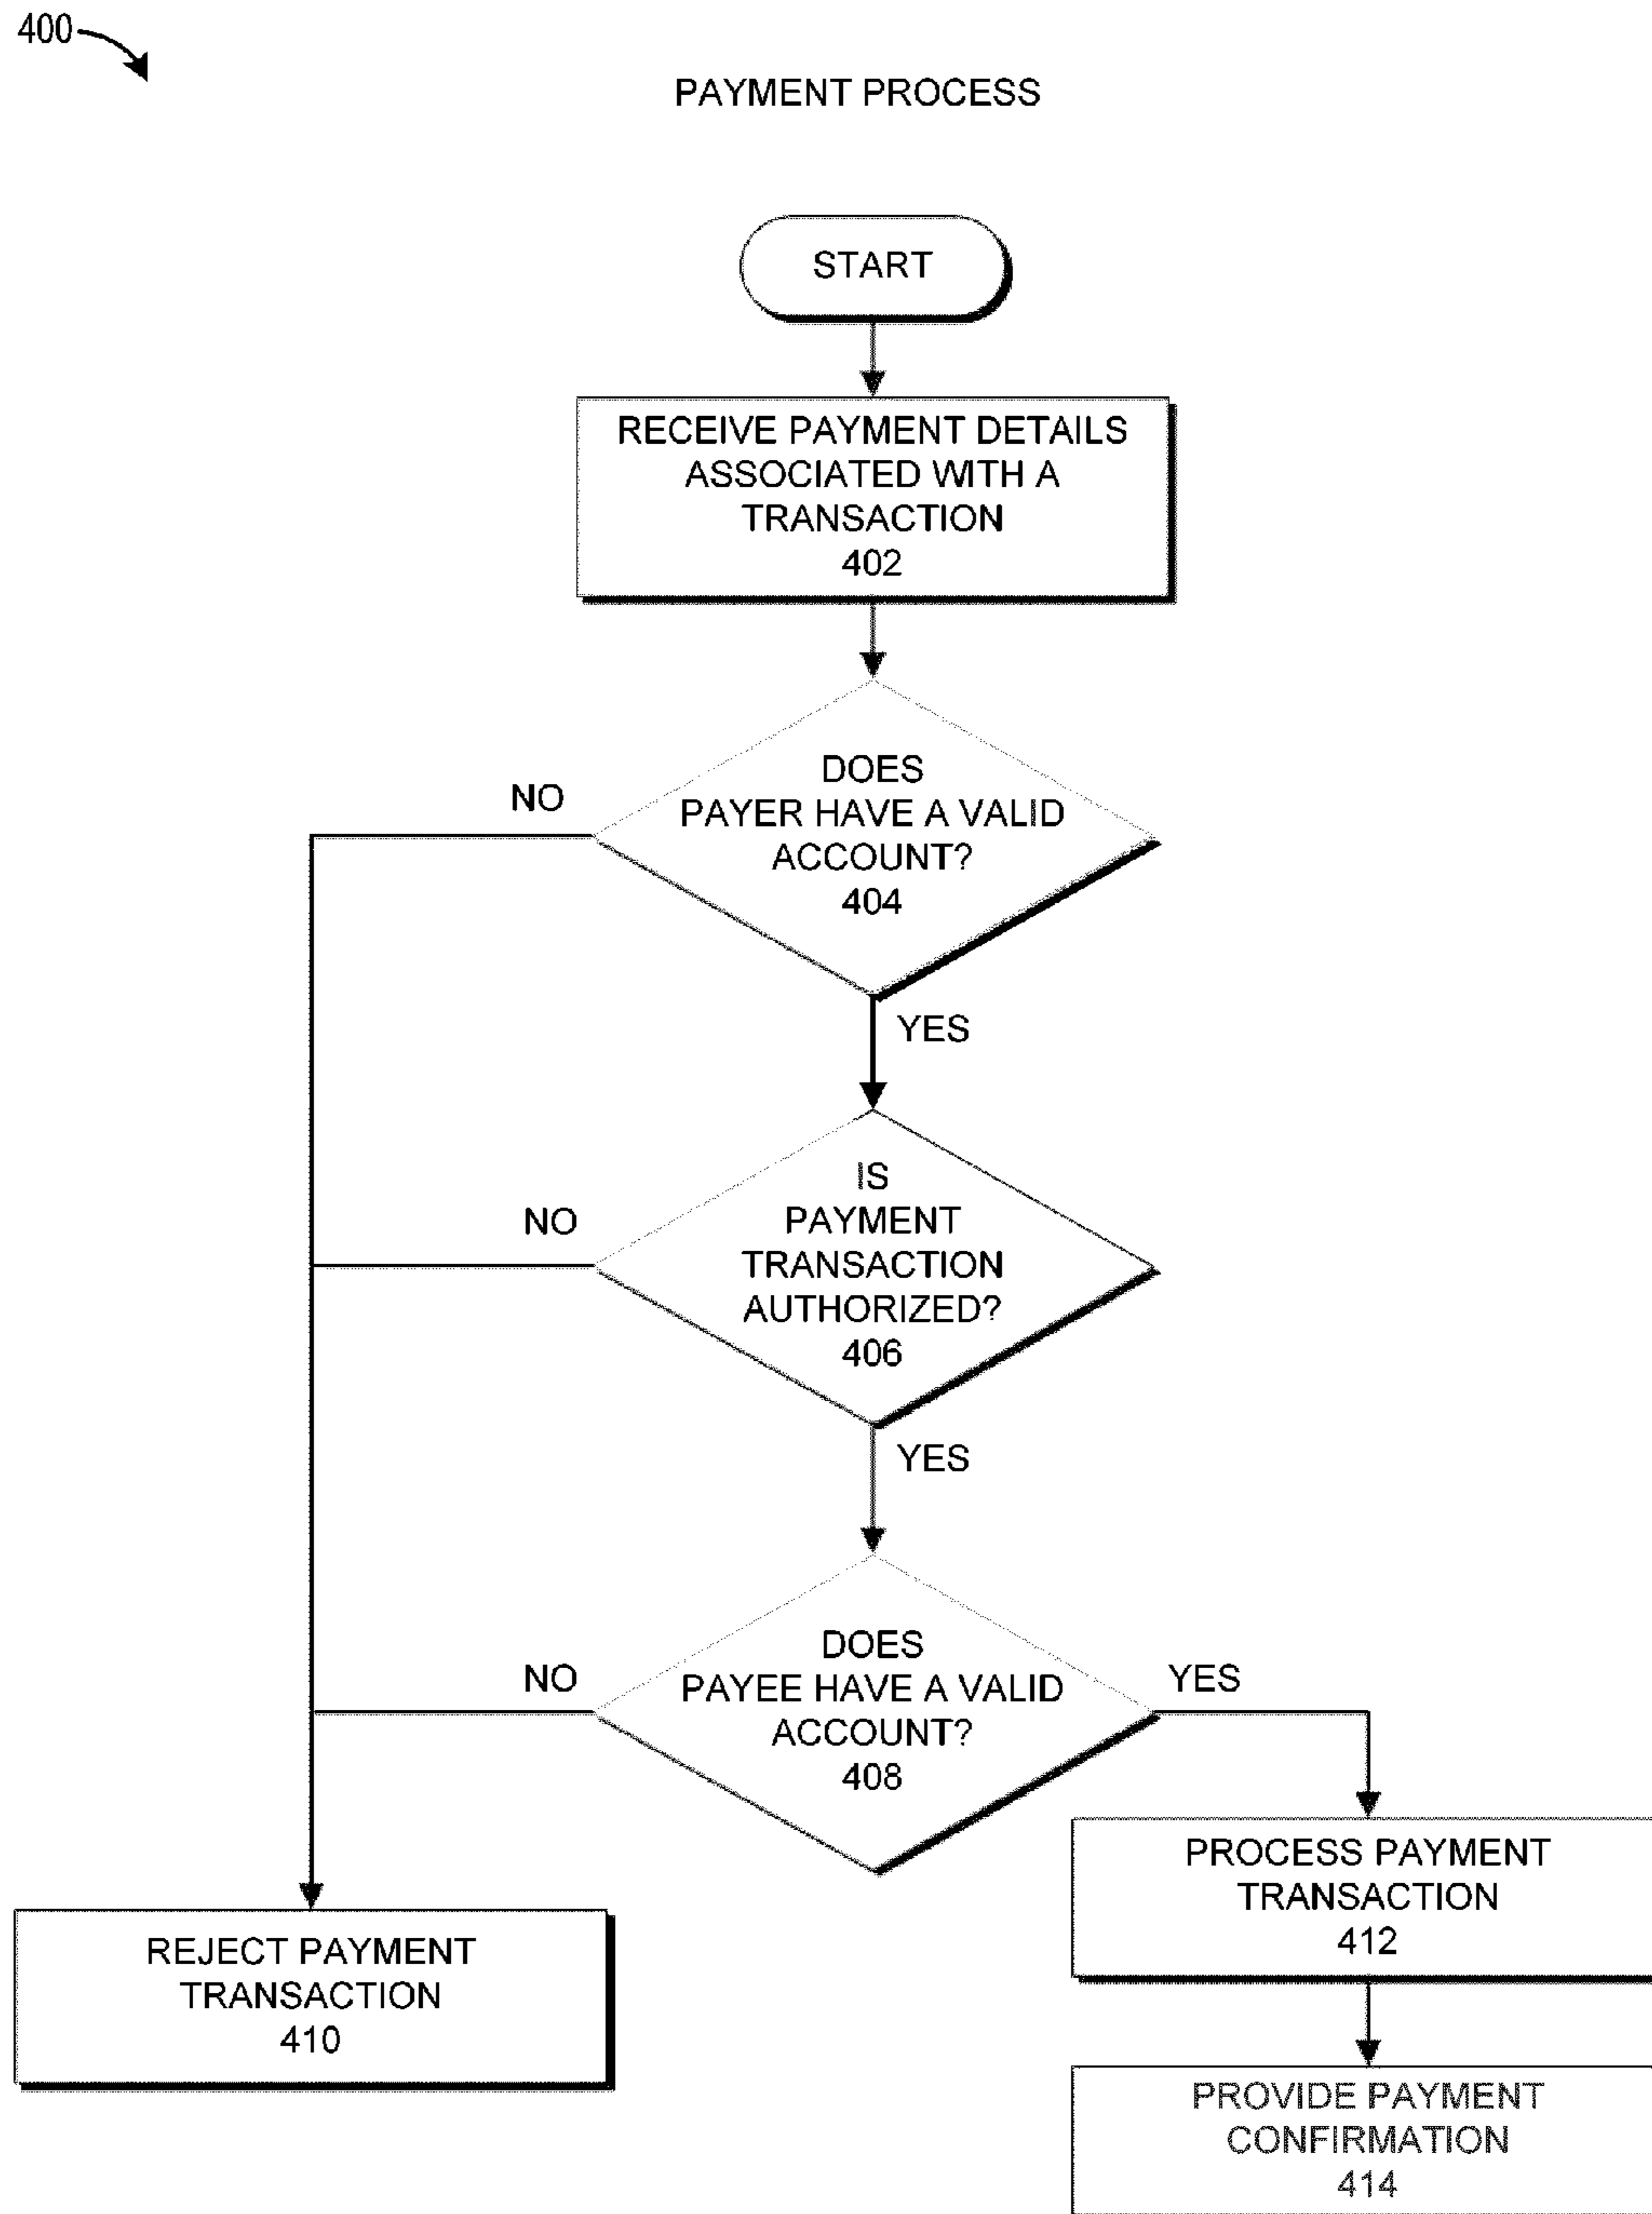 400
PAYMENT PROCESS
START
RECEIVE PAYMENT DETAILS
ASSOCIATED WITH A
TRANSACTION
402
DOES
PAYER HAVE A VALID
ACCOUNT?
404
NO
YES
IS
PAYMENT
TRANSACTION
AUTHORIZED?
406
NO
YES
DOES
PAYEE HAVE A VALID
ACCOUNT?
408
NO
YES
REJECT PAYMENT
TRANSACTION
410
PROCESS PAYMENT
TRANSACTION
412
PROVIDE PAYMENT
CONFIRMATION
414